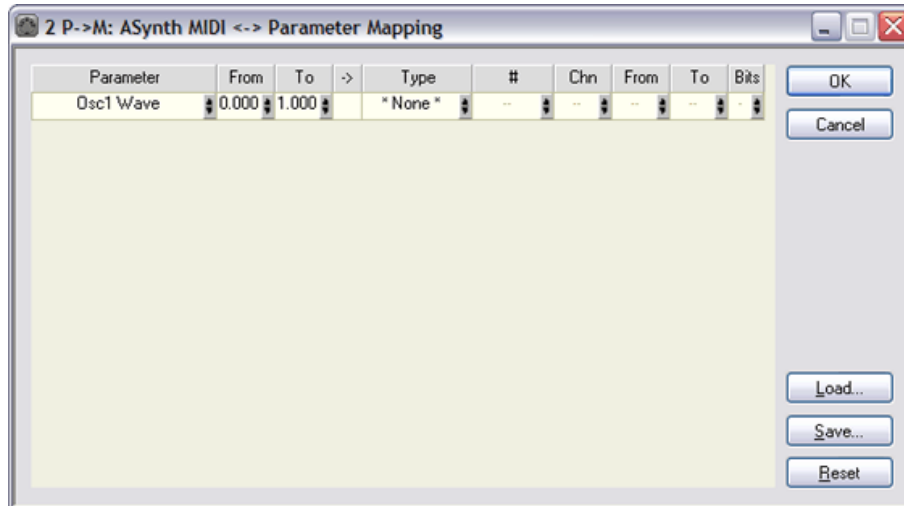 2 P->M: ASynth MIDI <-> Parameter Mapping
Parameter From To -> Type # Chn From To Bits
Osc1 Wave 0.000 1.000 * None * -- -- -- -- -
OK
Cancel
Load...
Save...
Reset